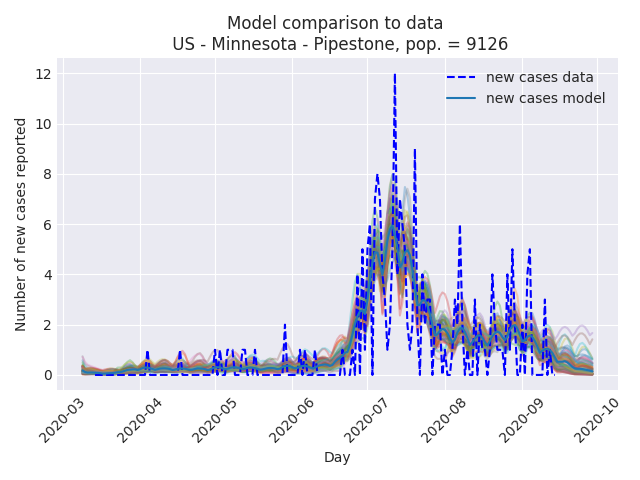 Model comparison to data
US - Minnesota - Pipestone, pop. = 9126
new cases data
new cases model
Number of new cases reported
12
10
8
6
4
2
0
2020-03
2020-04
2020-05
2020-06
2020-07
2020-08
2020-09
2020-10
Day